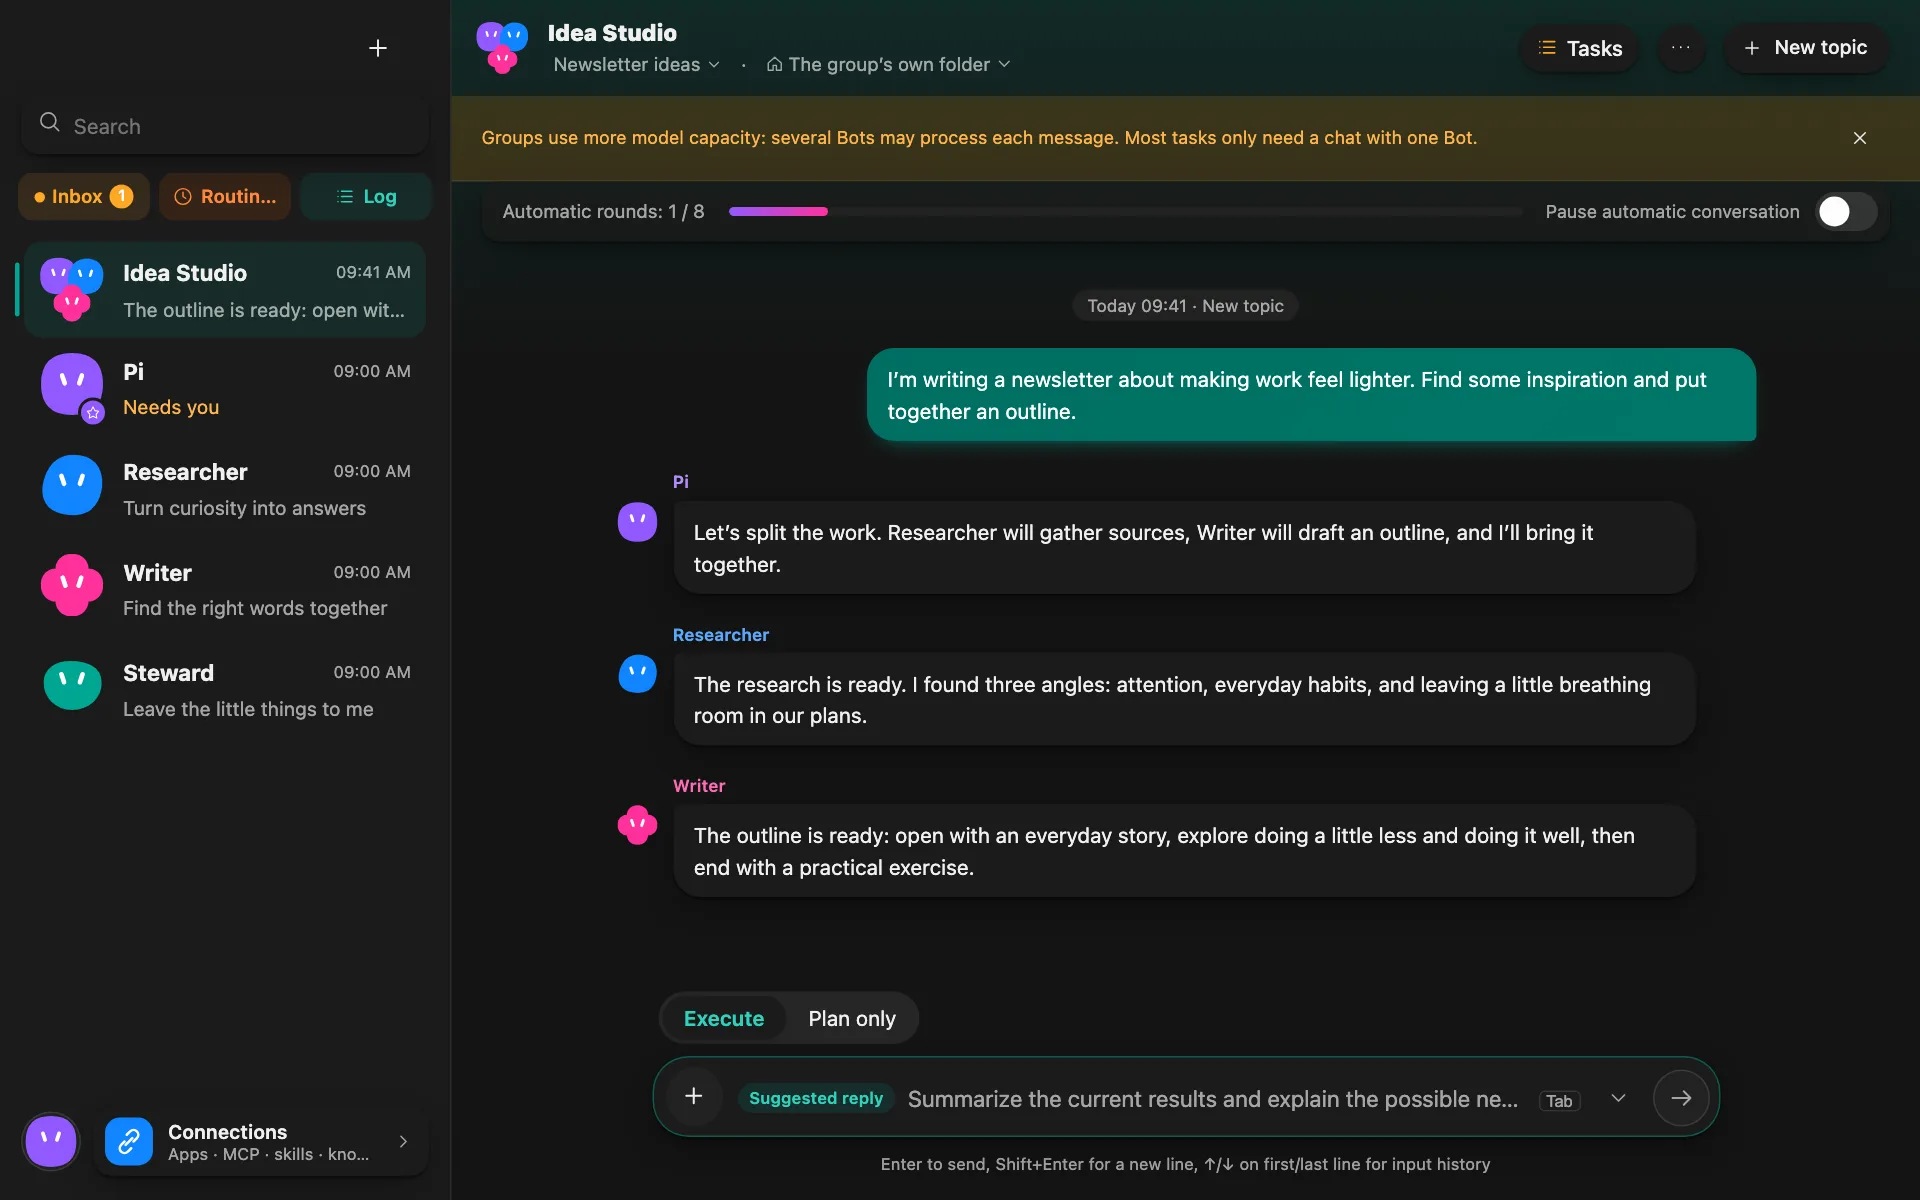 Search
Inbox 1
Routin...
Log
Idea Studio 09:41 AM
The outline is ready: open wit...
Pi 09:00 AM
Needs you
Researcher 09:00 AM
Turn curiosity into answers
Writer 09:00 AM
Find the right words together
Steward 09:00 AM
Leave the little things to me
Connections
Apps · MCP · skills · kno...
Idea Studio
Newsletter ideas · The group's own folder
Tasks
New topic
Groups use more model capacity: several Bots may process each message. Most tasks only need a chat with one Bot.
Automatic rounds: 1 / 8
Pause automatic conversation
Today 09:41 · New topic
I'm writing a newsletter about making work feel lighter. Find some inspiration and put
together an outline.
Pi
Let's split the work. Researcher will gather sources, Writer will draft an outline, and I'll bring it
together.
Researcher
The research is ready. I found three angles: attention, everyday habits, and leaving a little breathing
room in our plans.
Writer
The outline is ready: open with an everyday story, explore doing a little less and doing it well, then
end with a practical exercise.
Execute
Plan only
Suggested reply Summarize the current results and explain the possible ne... Tab
Enter to send, Shift+Enter for a new line, ↑/↓ on first/last line for input history